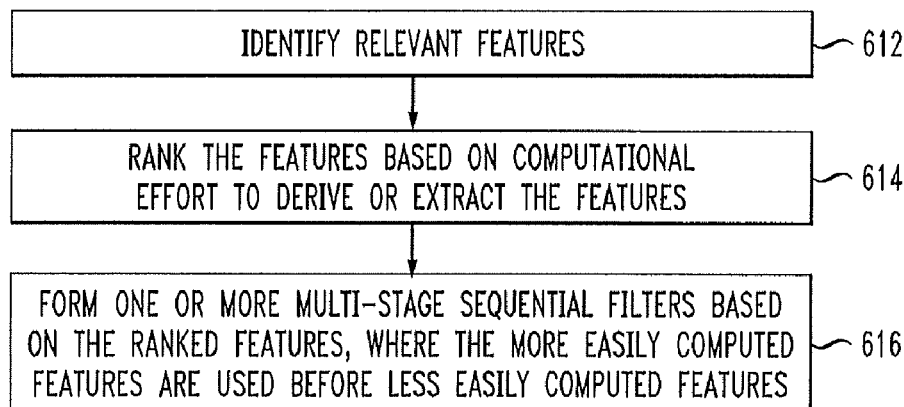 IDENTIFY RELEVANT FEATURES
612
RANK THE FEATURES BASED ON COMPUTATIONAL
EFFORT TO DERIVE OR EXTRACT THE FEATURES
614
FORM ONE OR MORE MULTI-STAGE SEQUENTIAL FILTERS BASED
ON THE RANKED FEATURES, WHERE THE MORE EASILY COMPUTED
FEATURES ARE USED BEFORE LESS EASILY COMPUTED FEATURES
616